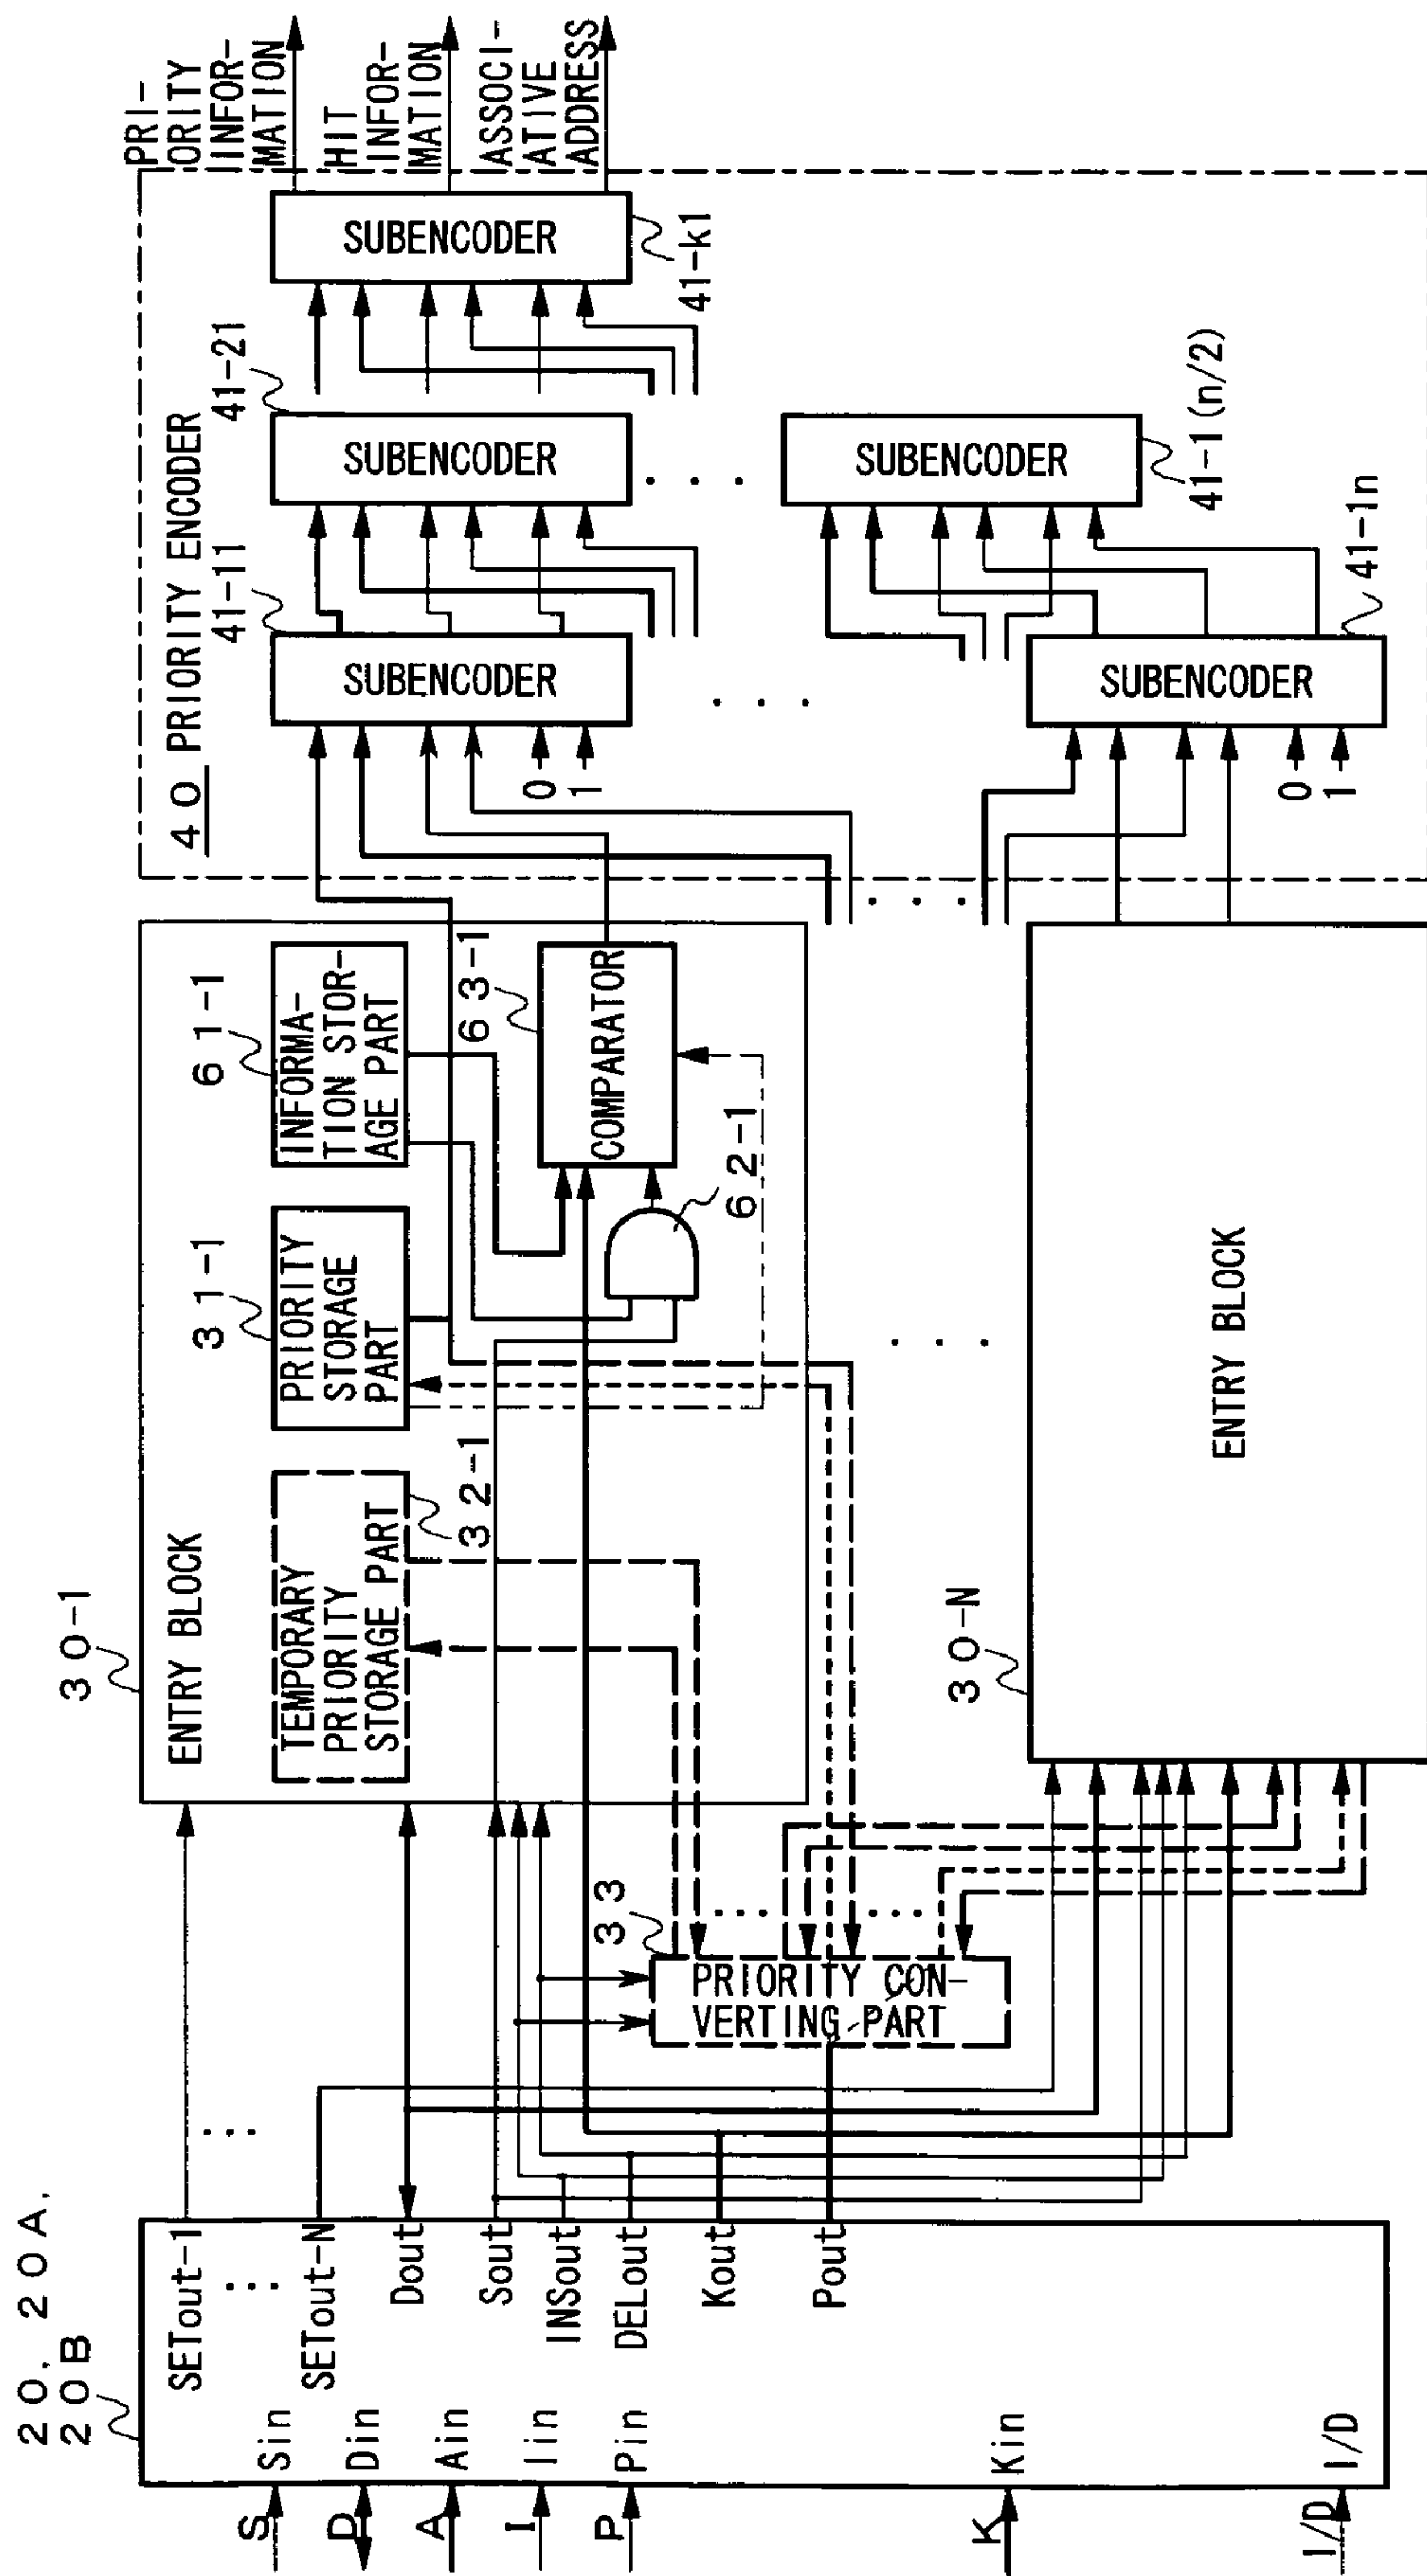 20, 20A,
20B
S
D
A
I
P
K
I/D
Sin
Din
Ain
Iin
Pin
Kin
I/D
SETout-1
...
SETout-N
Dout
Sout
INSout
DELout
Kout
Pout
...
33
PRIORITY CON-
VERTING PART
...
...
30-1
ENTRY BLOCK
TEMPORARY
PRIORITY
STORAGE PART
32-1
31-1
PRIORITY
STORAGE
PART
61-1
INFORMA-
TION STOR-
AGE PART
63-1
COMPARATOR
62-1
...
30-N
ENTRY BLOCK
...
40 PRIORITY ENCODER
41-11
SUBENCODER
0
1
...
41-21
SUBENCODER
...
SUBENCODER
41-k1
SUBENCODER
41-1(n/2)
SUBENCODER
41-1n
0
1
PRI-
ORITY
INFOR-
MATION
HIT
INFOR-
MATION
ASSOCI-
ATIVE
ADDRESS